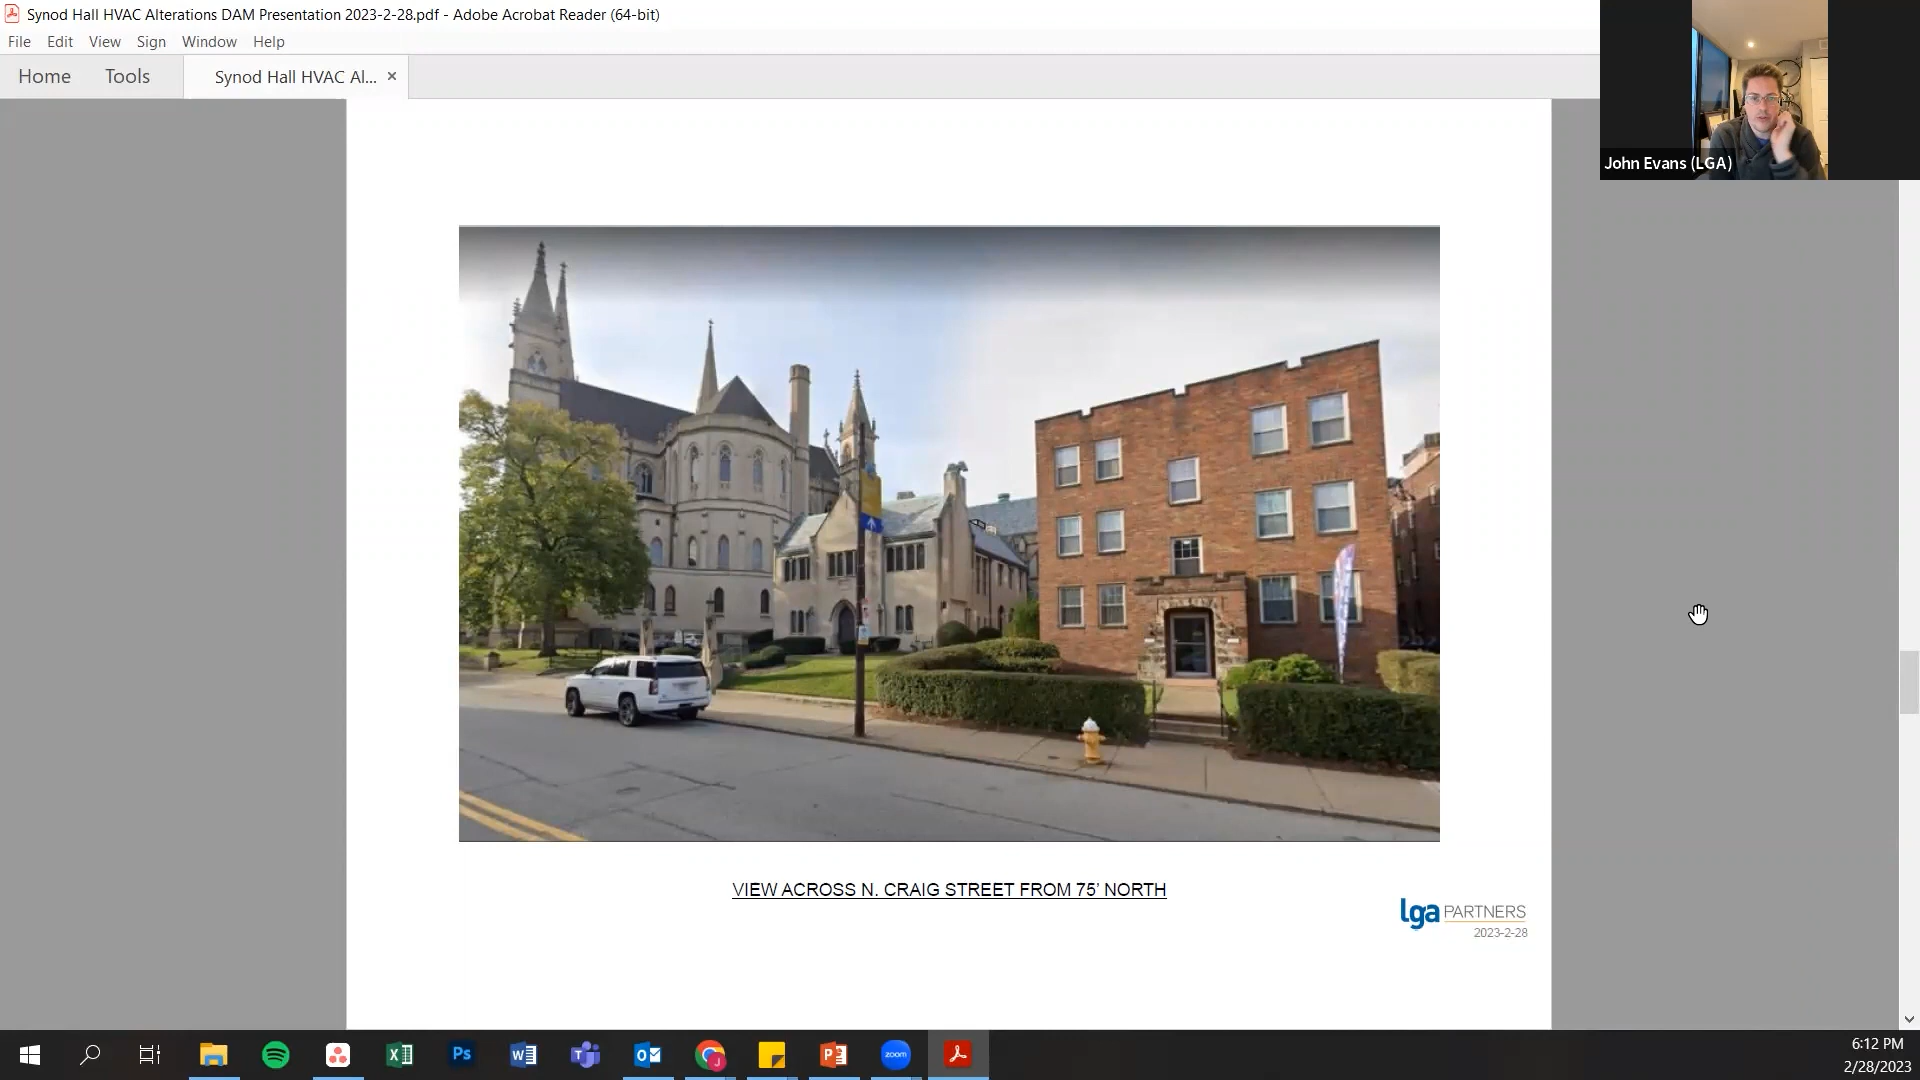 Synod Hall HVAC Alterations DAM Presentation 2023-2-28.pdf - Adobe Acrobat Reader (64-bit)
File Edit View Sign Window Help
Home Tools Synod Hall HVAC Al... ×
John Evans (LGA)
VIEW ACROSS N. CRAIG STREET FROM 75' NORTH
lga PARTNERS
2023-2-28
Ps
zoom
6:12 PM
2/28/2023